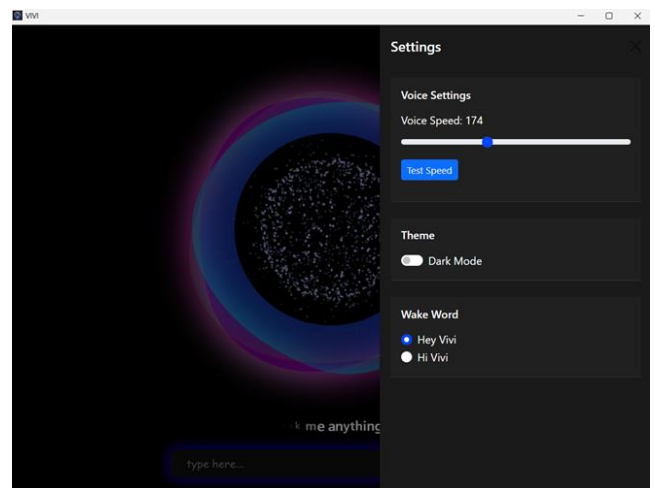 VIVI
Settings
Voice Settings
Voice Speed: 174
Test Speed
Theme
Dark Mode
Wake Word
Hey Vivi
Hi Vivi
k me anything
type here...